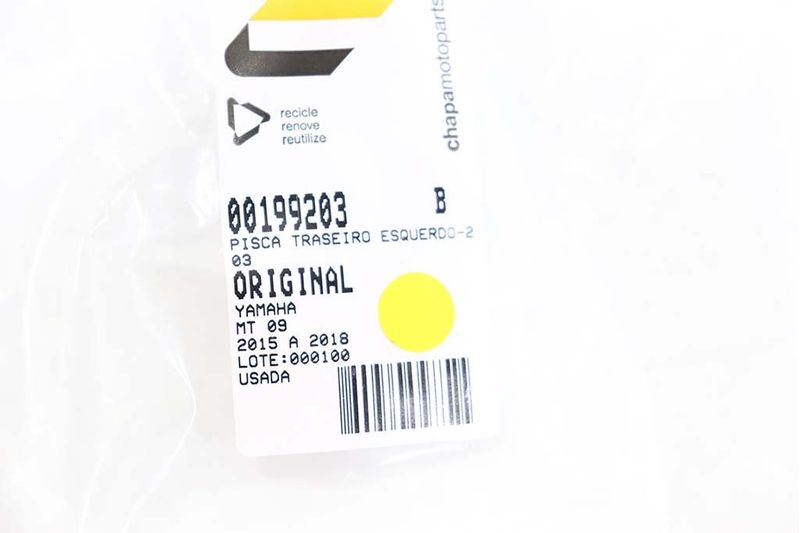 chapamotoparts
recicle
renove
reutilize
00199203 B
PISCA TRASEIRO ESQUERDO-2
03
ORIGINAL
YAMAHA
MT 09
2015 A 2018
LOTE:000100
USADA